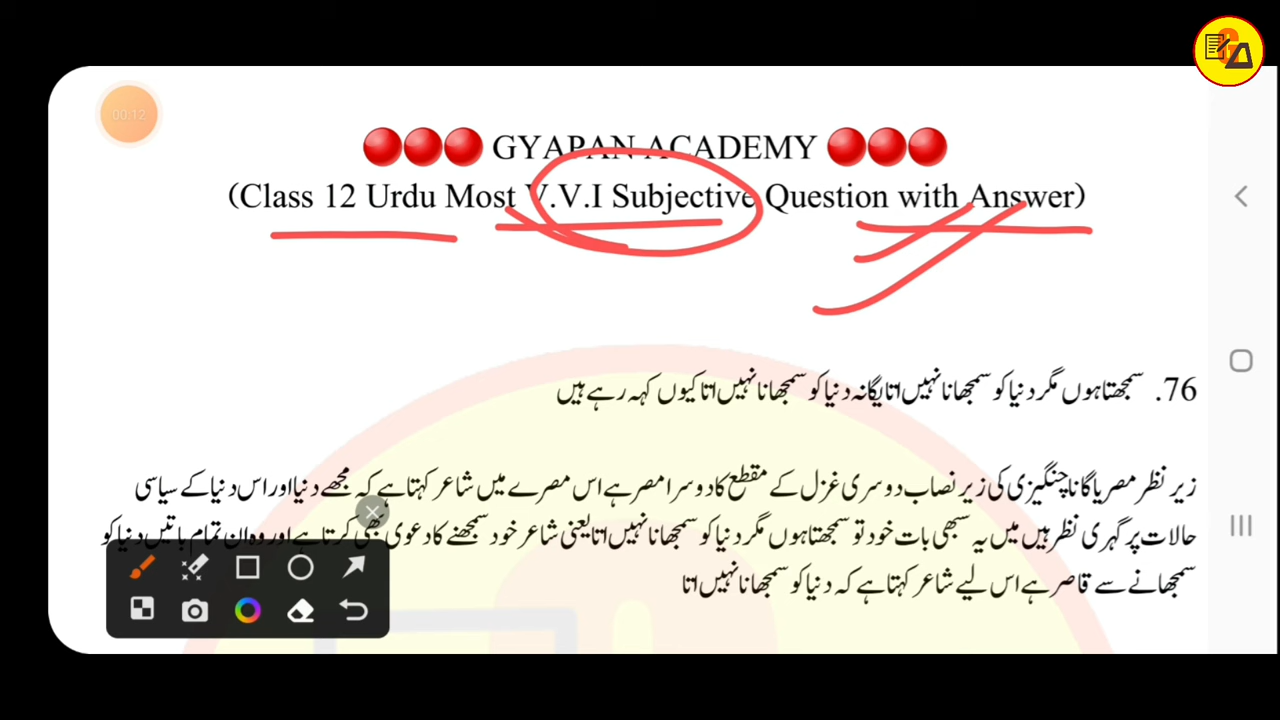 00:12
GYAPAN ACADEMY
(Class 12 Urdu Most V.V.I Subjective Question with Answer)
76. سمجھتا ہوں مگر دنیا کو سمجھانا نہیں اتا یگانہ دنیا کو سمجھانا نہیں اتا کیوں کہہ رہے ہیں
زیر نظر مصر یاگانا چنگیزی کی زیر نصاب دوسری غزل کے مقطع کا دوسرا مصر ہے اس مصرے میں شاعر کہتا ہے کہ مجھے دنیا اور اس دنیا کے سیاسی
حالات پر گہری نظر ہیں میں یہ سبھی بات خود تو سمجھتا ہوں مگر دنیا کو سمجھانا نہیں اتا یعنی شاعر خود سمجھنے کا دعوی بھی کرتا ہے اور وہ ان تمام باتیں دنیا کو
سمجھانے سے قاصر ہے اس لیے شاعر کہتا ہے کہ دنیا کو سمجھانا نہیں اتا